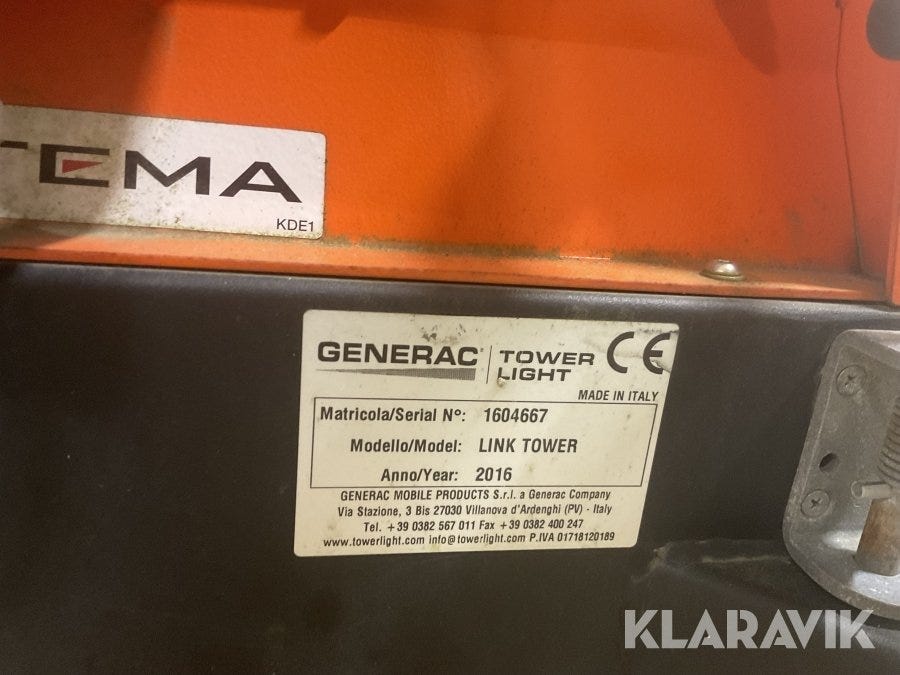 TEMA
KDE1
GENERAC TOWER LIGHT CE
MADE IN ITALY
Matricola/Serial N°: 1604667
Modello/Model: LINK TOWER
Anno/Year: 2016
GENERAC MOBILE PRODUCTS S.r.l. a Generac Company
Via Stazione, 3 Bis 27030 Villanova d'Ardenghi (PV) - Italy
Tel. +39 0382 567 011 Fax +39 0382 400 247
www.towerlight.com info@towerlight.com P.IVA 01718120189
KLARAVIK